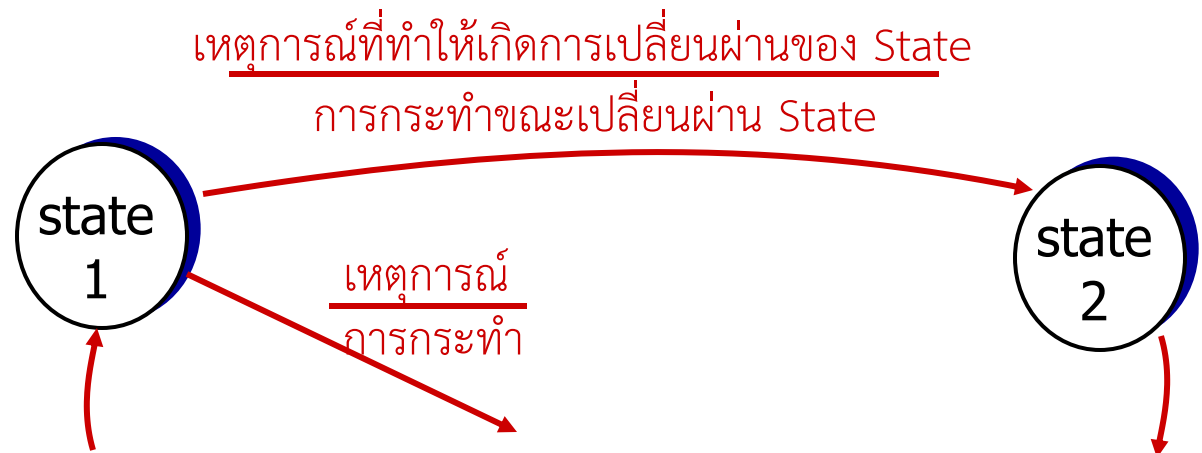 เหตุการณ์ที่ทำให้เกิดการเปลี่ยนผ่านของ State
การกระทำขณะเปลี่ยนผ่าน State
state
1
เหตุการณ์
การกระทำ
state
2